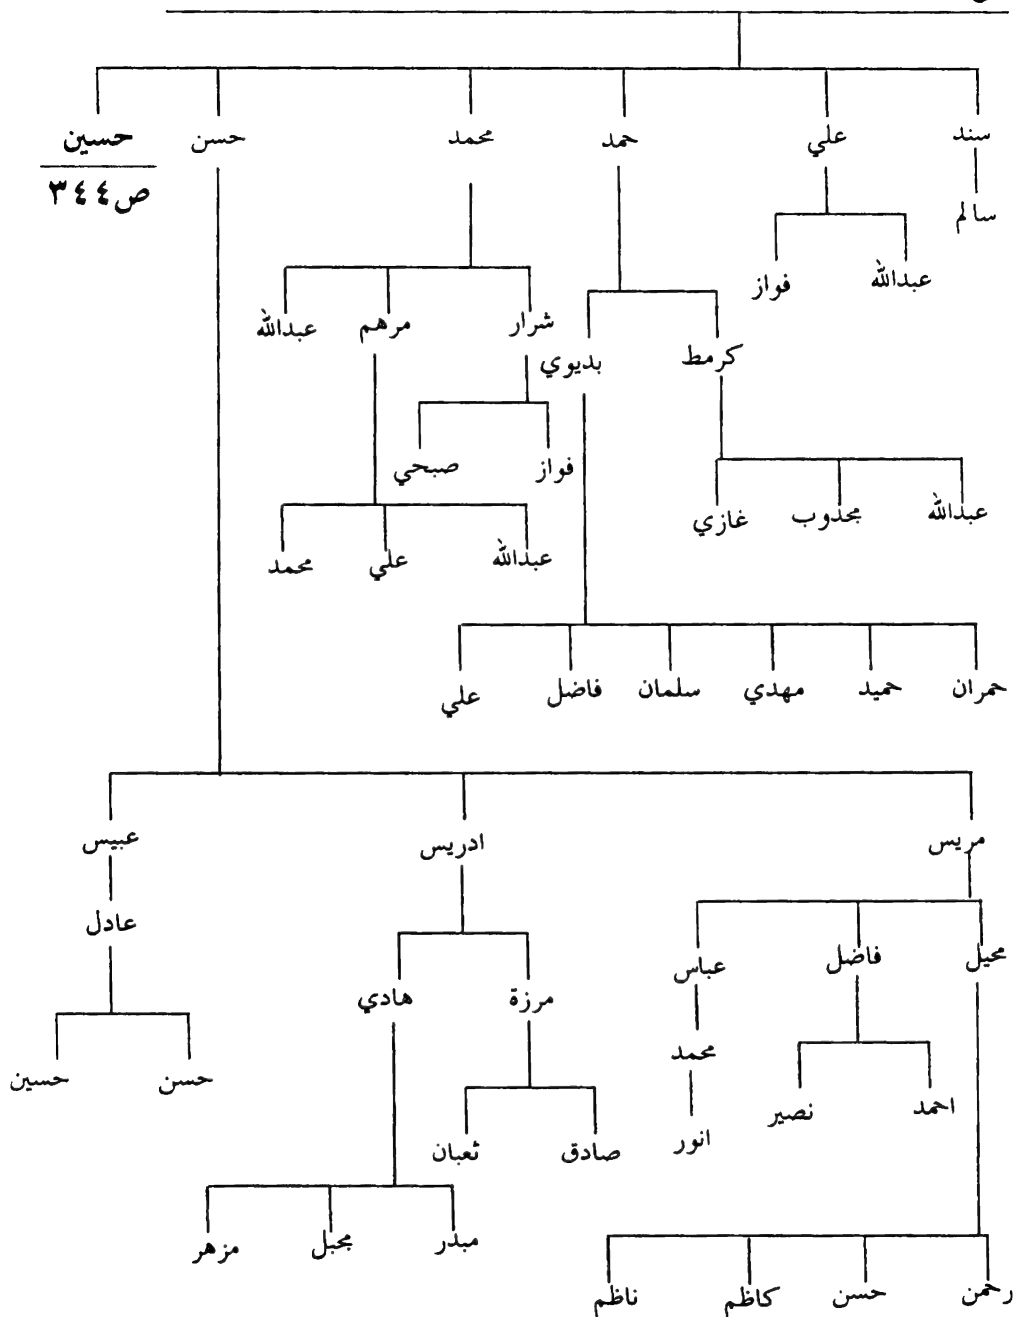 سند علي حمد محمد حسن حسين
ص٣٤٤
سالم
عبدالله فواز
شرار مرهم عبدالله
كرمط بديوي
فواز صبحي
عبدالله مجذوب غازي
عبدالله علي محمد
حمران حميد مهدي سلمان فاضل علي
مريس ادريس عبيس
عادل
محيل فاضل عباس
مرزة هادي
محمد
حسن حسين
احمد نصير
انور
صادق ثعبان
مبدر مجبل مزهر
رحمن حسن كاظم ناظم